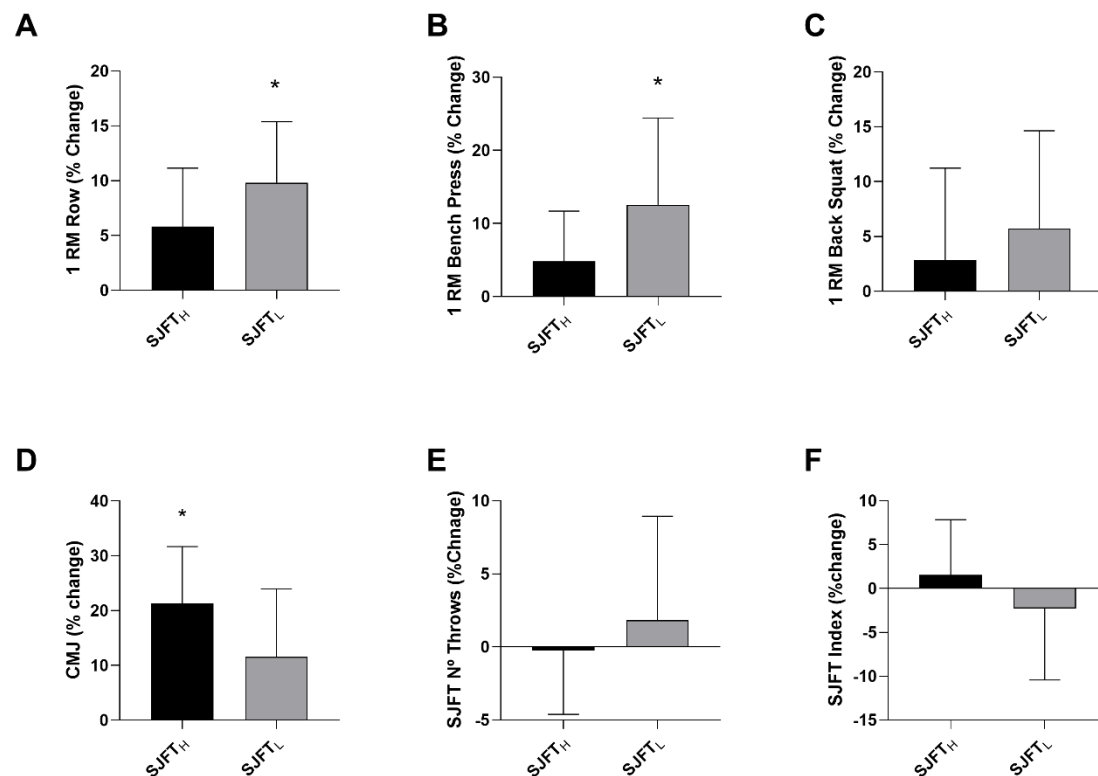 A
1 RM Row (% Change)
20
15
10
5
0
*
SJFTH
SJFTL
B
1 RM Bench Press (% Change)
30
20
10
0
*
SJFTH
SJFTL
C
1 RM Back Squat (% Change)
20
15
10
5
0
SJFTH
SJFTL
D
CMJ (% change)
40
30
20
10
0
*
SJFTH
SJFTL
E
SJFT Nº Throws (%Chnage)
10
5
0
-5
SJFTH
SJFTL
F
SJFT Index (%change)
10
5
0
-5
-10
-15
SJFTH
SJFTL